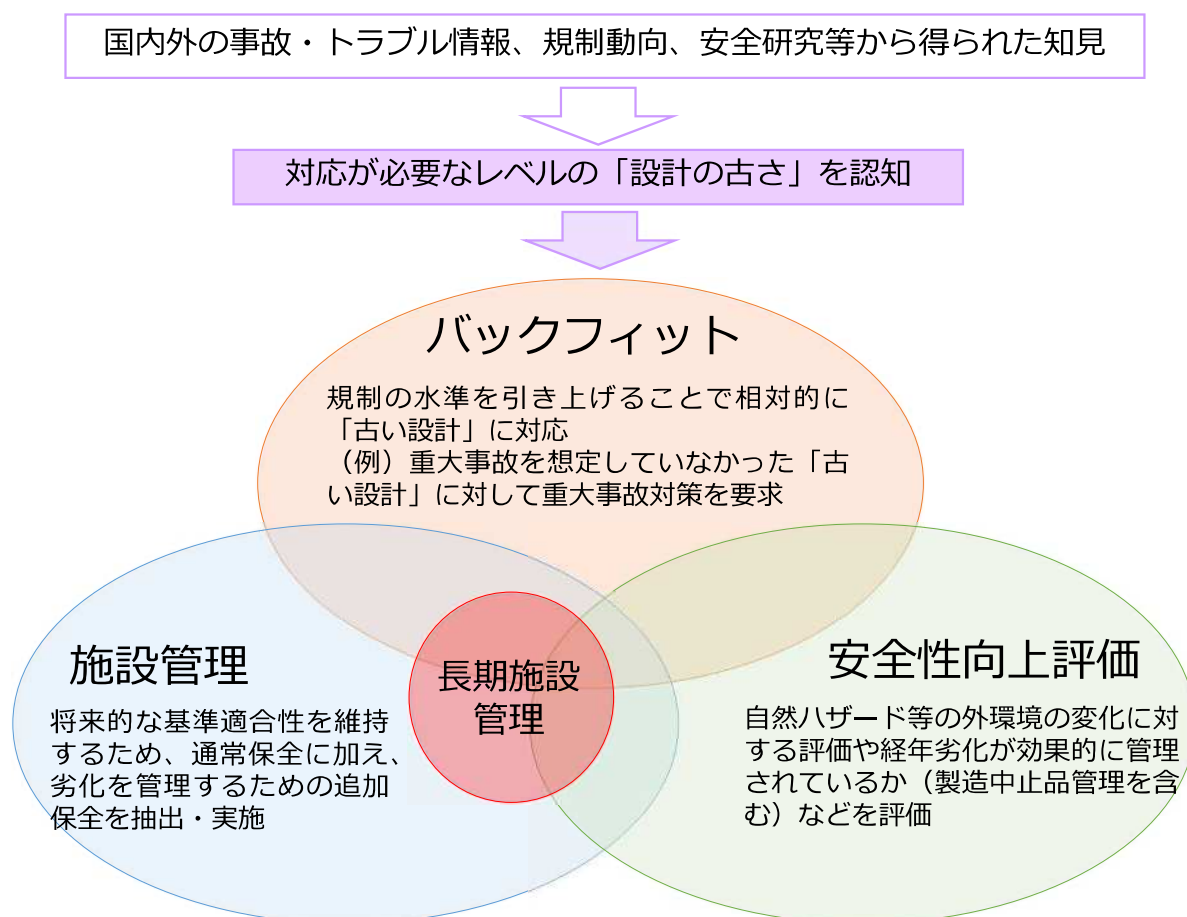 国内外の事故・トラブル情報、規制動向、安全研究等から得られた知見
対応が必要なレベルの「設計の古さ」を認知
バックフィット
規制の水準を引き上げることで相対的に
「古い設計」に対応
（例）重大事故を想定していなかった「古
い設計」に対して重大事故対策を要求
施設管理
将来的な基準適合性を維持
するため、通常保全に加え、
劣化を管理するための追加
保全を抽出・実施
長期施設
管理
安全性向上評価
自然ハザード等の外環境の変化に対
する評価や経年劣化が効果的に管理
されているか（製造中止品管理を含
む）などを評価